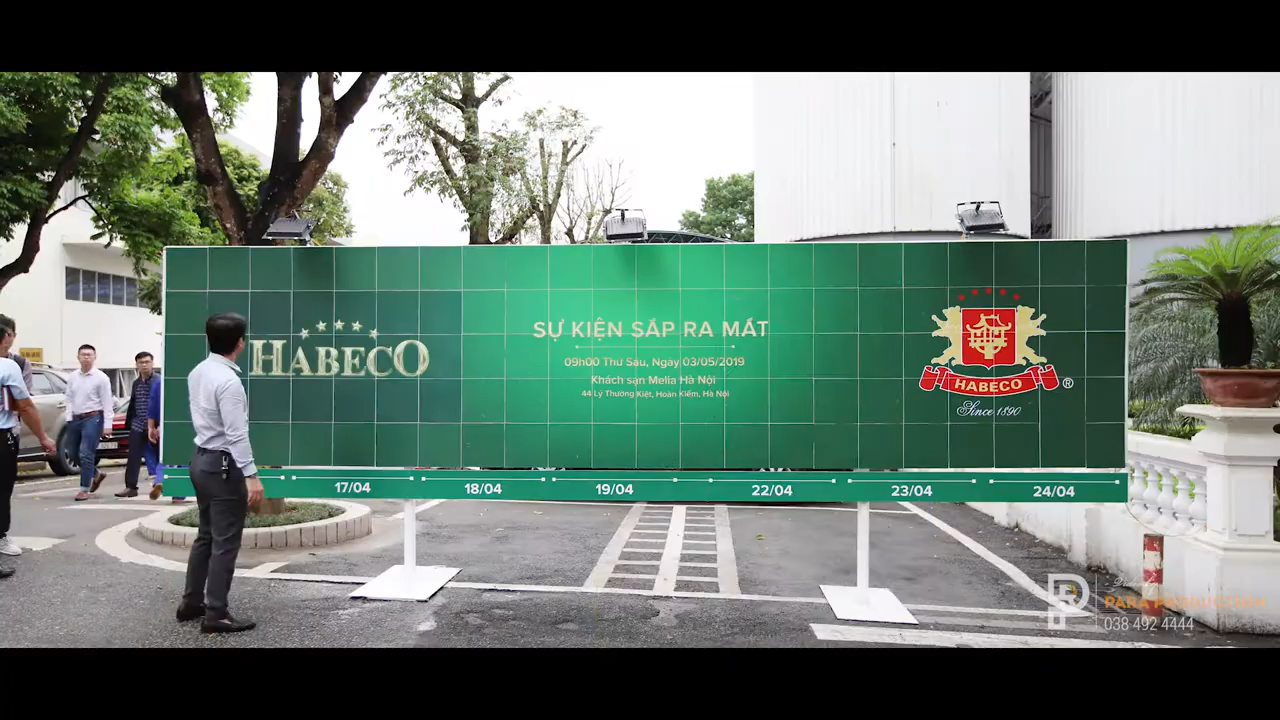 HABECO
SỰ KIỆN SẮP RA MẮT
09h00 Thứ Sáu, Ngày 03/05/2019
Khách sạn Melia Hà Nội
44 Lý Thường Kiệt, Hoàn Kiếm, Hà Nội
HABECO
®
Since 1890
17/04
18/04
19/04
22/04
23/04
24/04
PARA PRODUCTION
038 492 4444